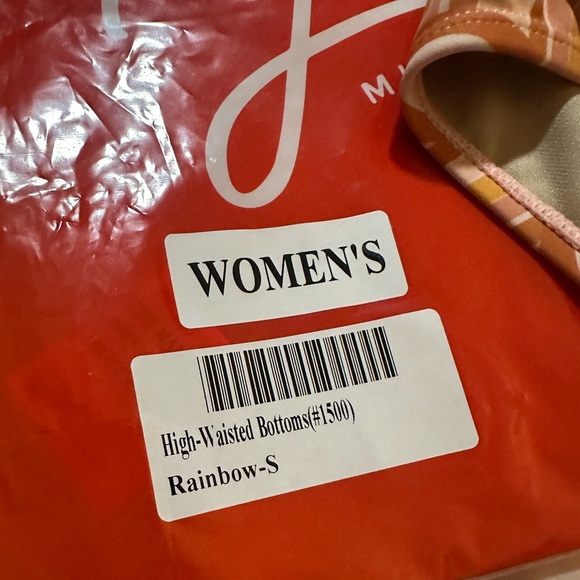 WOMEN'S
High-Waisted Bottoms(#1500)
Rainbow-S